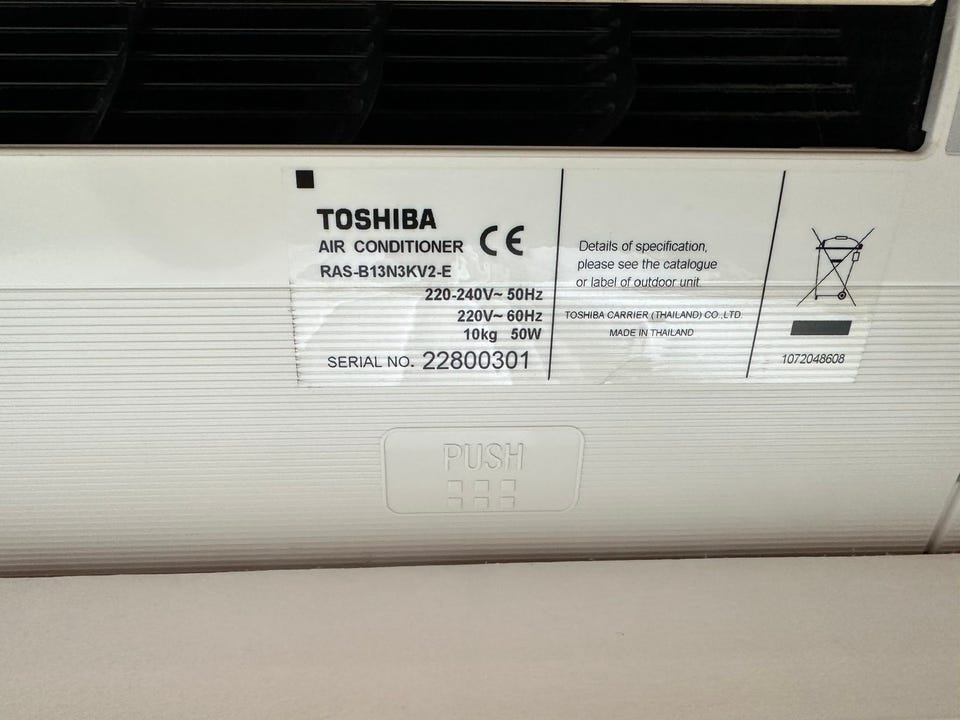 TOSHIBA
AIR CONDITIONER
CE
RAS-B13N3KV2-E
220-240V~ 50Hz
220V~ 60Hz
10kg 50W
SERIAL NO. 22800301
Details of specification,
please see the catalogue
or label of outdoor unit.
TOSHIBA CARRIER (THAILAND) CO.,LTD.
MADE IN THAILAND
1072048608
PUSH